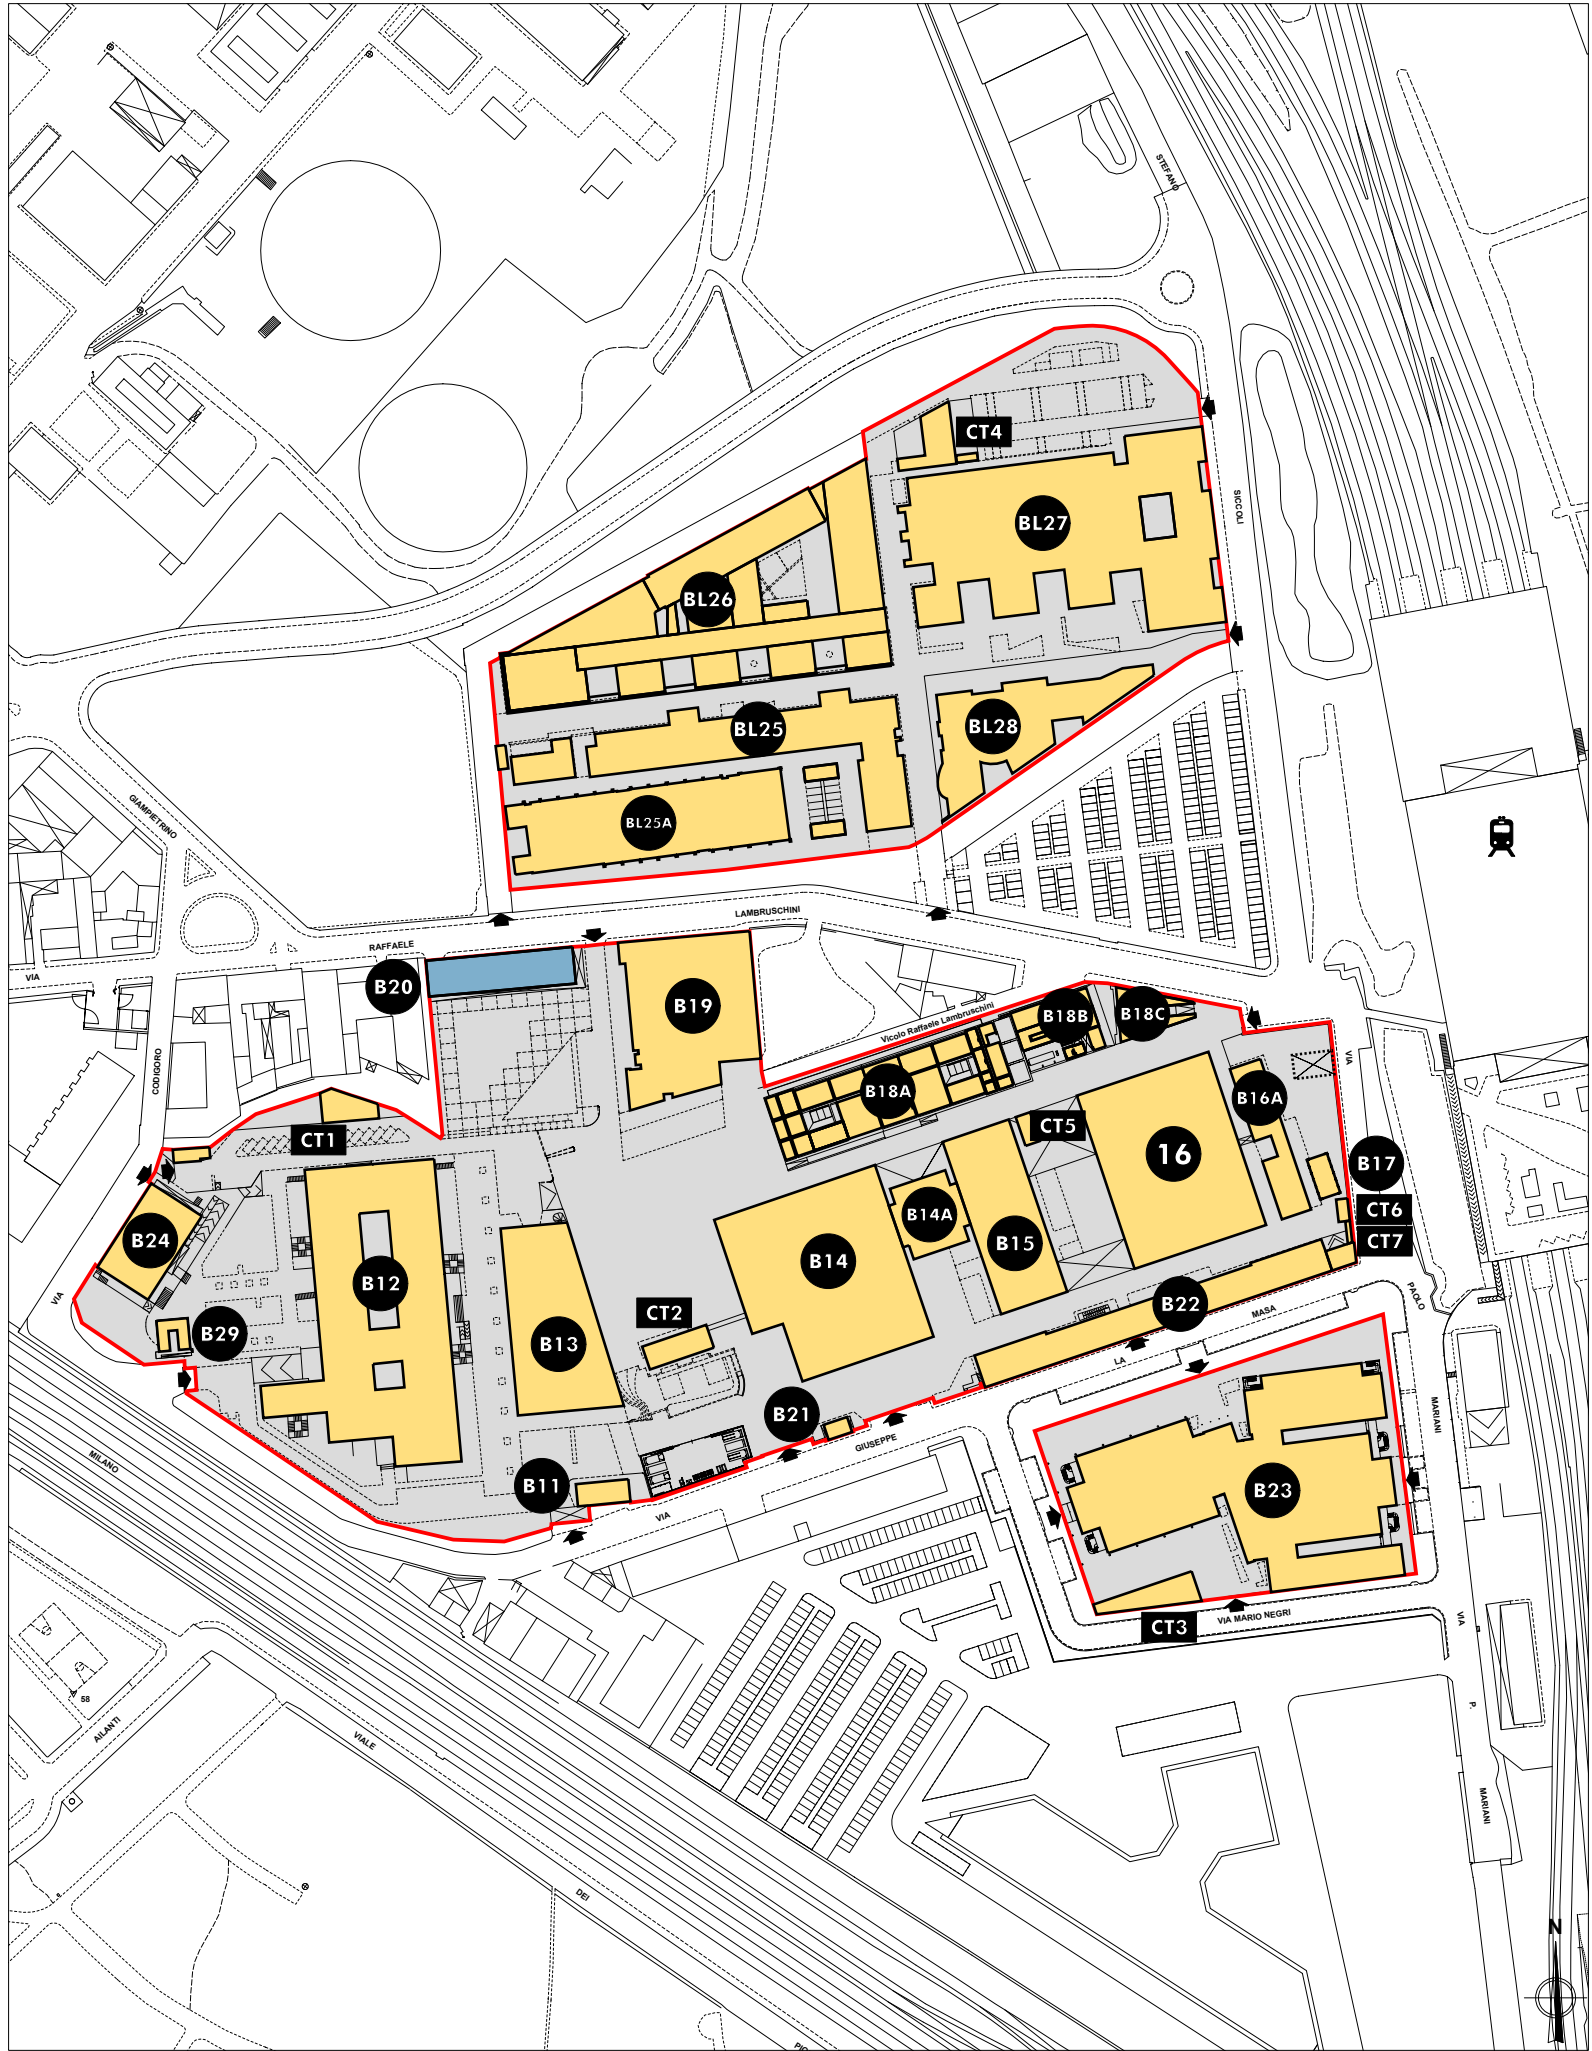 STEFANO
CT4
SICCOLI
BL27
BL26
BL25
BL28
BL25A
GIAMPIETRINO
LAMBRUSCHINI
RAFFAELE
VIA
B20
B19
Vicolo Raffaele Lambruschini
B18B
B18C
VIA
CODIGORO
B18A
B16A
CT5
CT1
16
B17
CT6
B14A
B24
B15
CT7
B14
B12
VIA
B22
PAOLO
MASA
CT2
B29
B13
LA
B21
MARIANI
GIUSEPPE
MILANO
B11
B23
VIA
VIA MARIO NEGRI
VIA
CT3
58
P.
AILANTI
VIALE
MARIANI
DEI
N